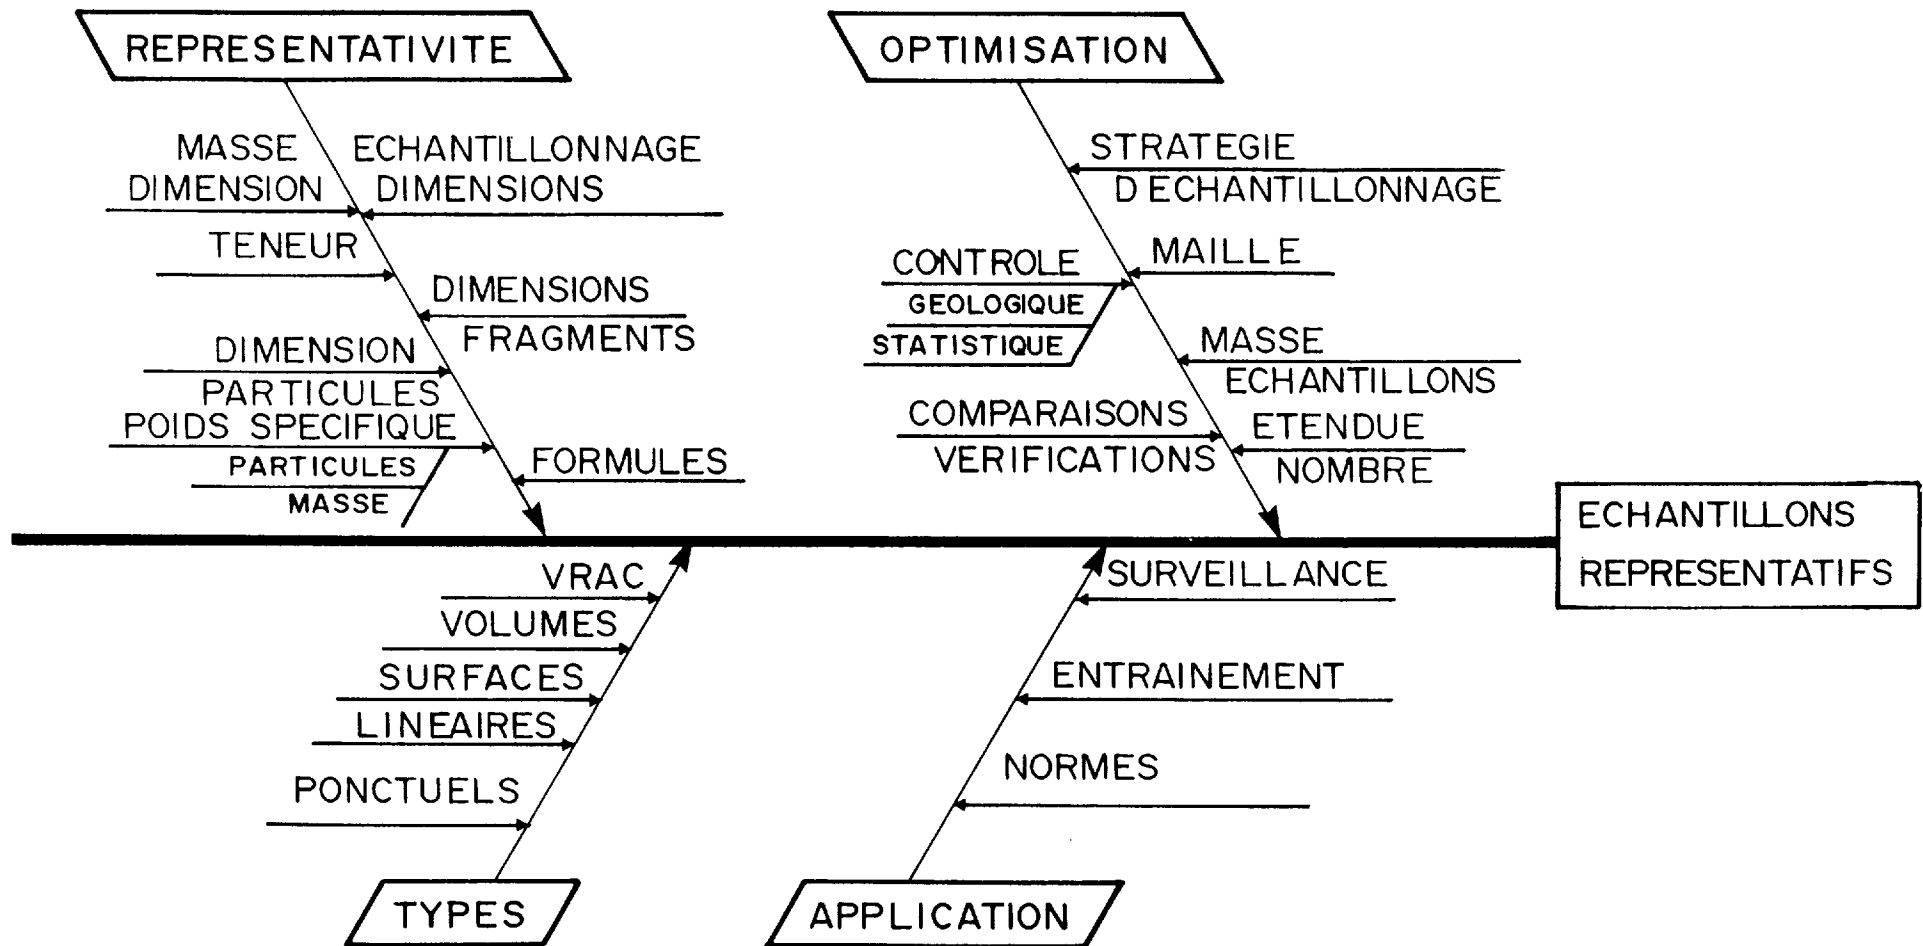 REPRESENTATIVITE
MASSE
DIMENSION
ECHANTILLONNAGE
DIMENSIONS
TENEUR
DIMENSIONS
FRAGMENTS
DIMENSION
PARTICULES
POIDS SPECIFIQUE
PARTICULES
MASSE
FORMULES
OPTIMISATION
STRATEGIE
D ECHANTILLONNAGE
MAILLE
CONTROLE
GEOLOGIQUE
STATISTIQUE
MASSE
ECHANTILLONS
COMPARAISONS
VERIFICATIONS
ETENDUE
NOMBRE
ECHANTILLONS
REPRESENTATIFS
VRAC
VOLUMES
SURFACES
LINEAIRES
PONCTUELS
TYPES
SURVEILLANCE
ENTRAINEMENT
NORMES
APPLICATION